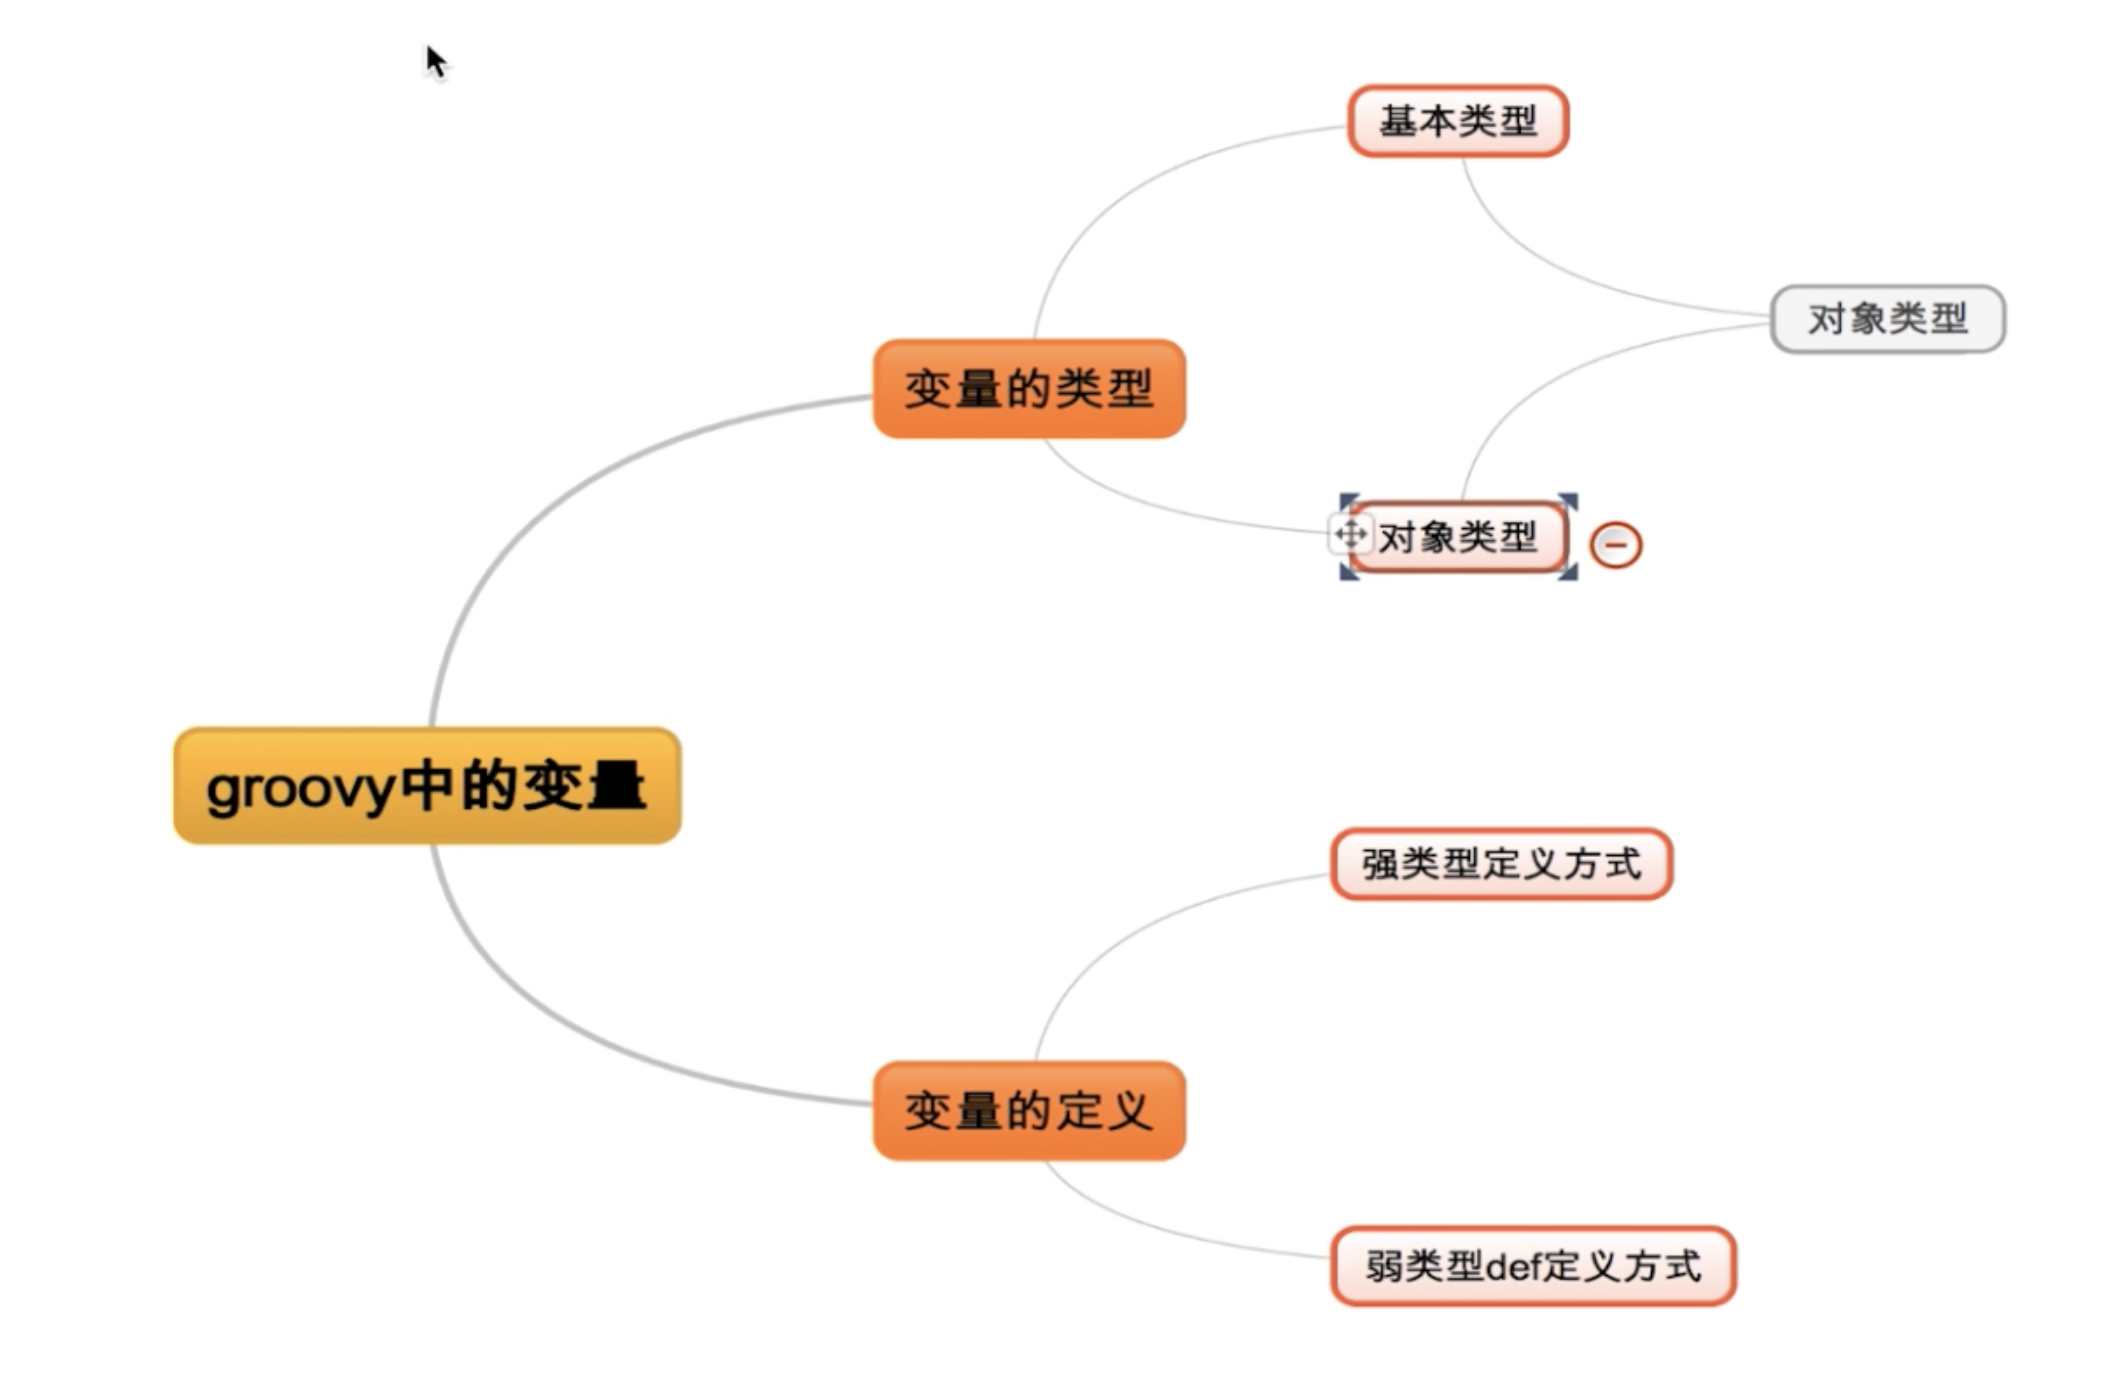 基本类型
对象类型
变量的类型
对象类型
groovy中的变量
强类型定义方式
变量的定义
弱类型def定义方式